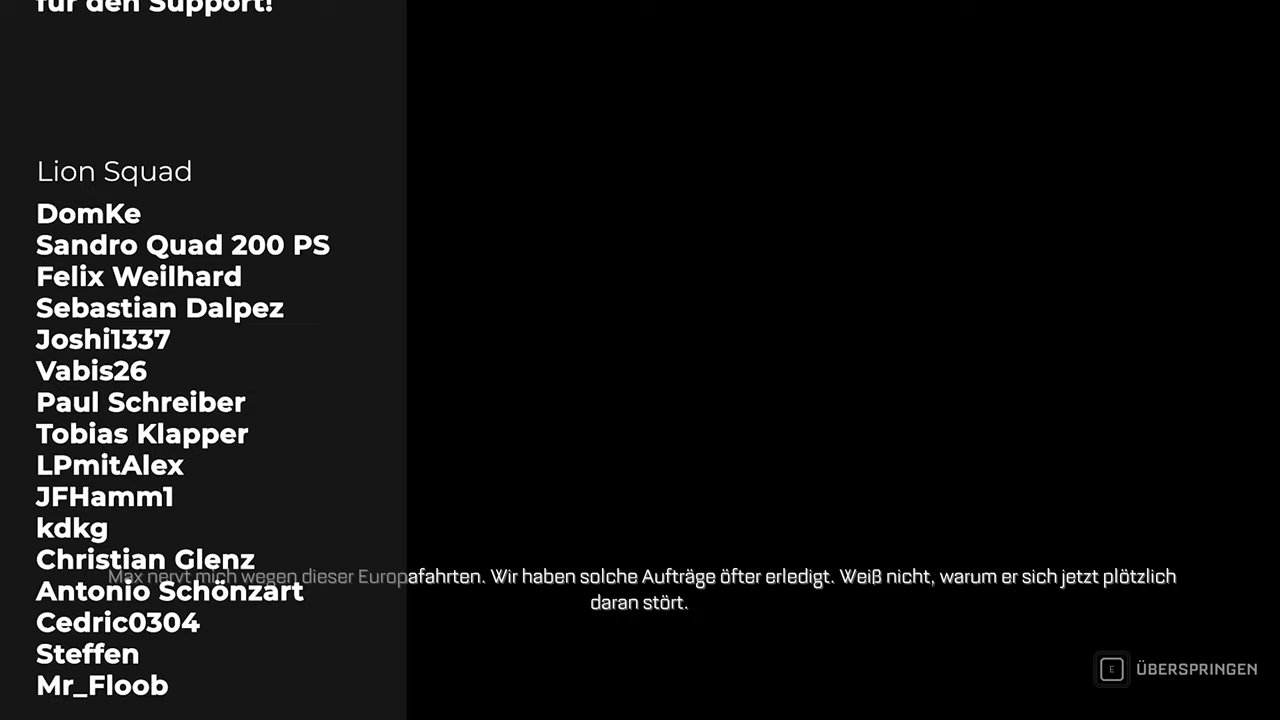 für den Support!
Lion Squad
DomKe
Sandro Quad 200 PS
Felix Weilhard
Sebastian Dalpez
Joshi1337
Vabis26
Paul Schreiber
Tobias Klapper
LPmitAlex
JFHamm1
kdkg
Christian Glenz
Antonio Schönzart
Cedric0304
Steffen
Mr_Floob
Max nervt mich wegen dieser Europafahrten. Wir haben solche Aufträge öfter erledigt. Weiß nicht, warum er sich jetzt plötzlich
daran stört.
E ÜBERSPRINGEN